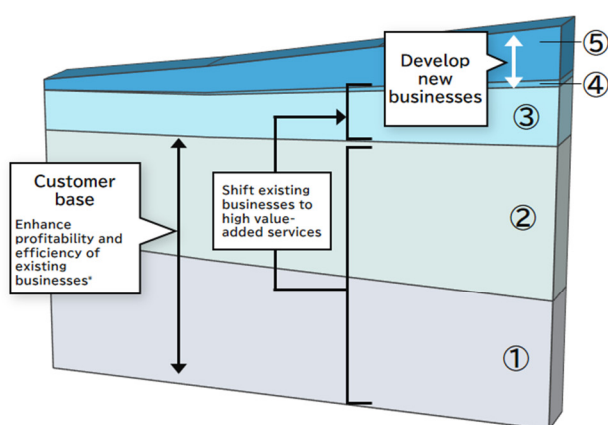 ⑤
Develop
new
businesses
④
③
Customer
base
Enhance
profitability and
efficiency of
existing
businesses*
Shift existing
businesses to
high value-
added services
②
①